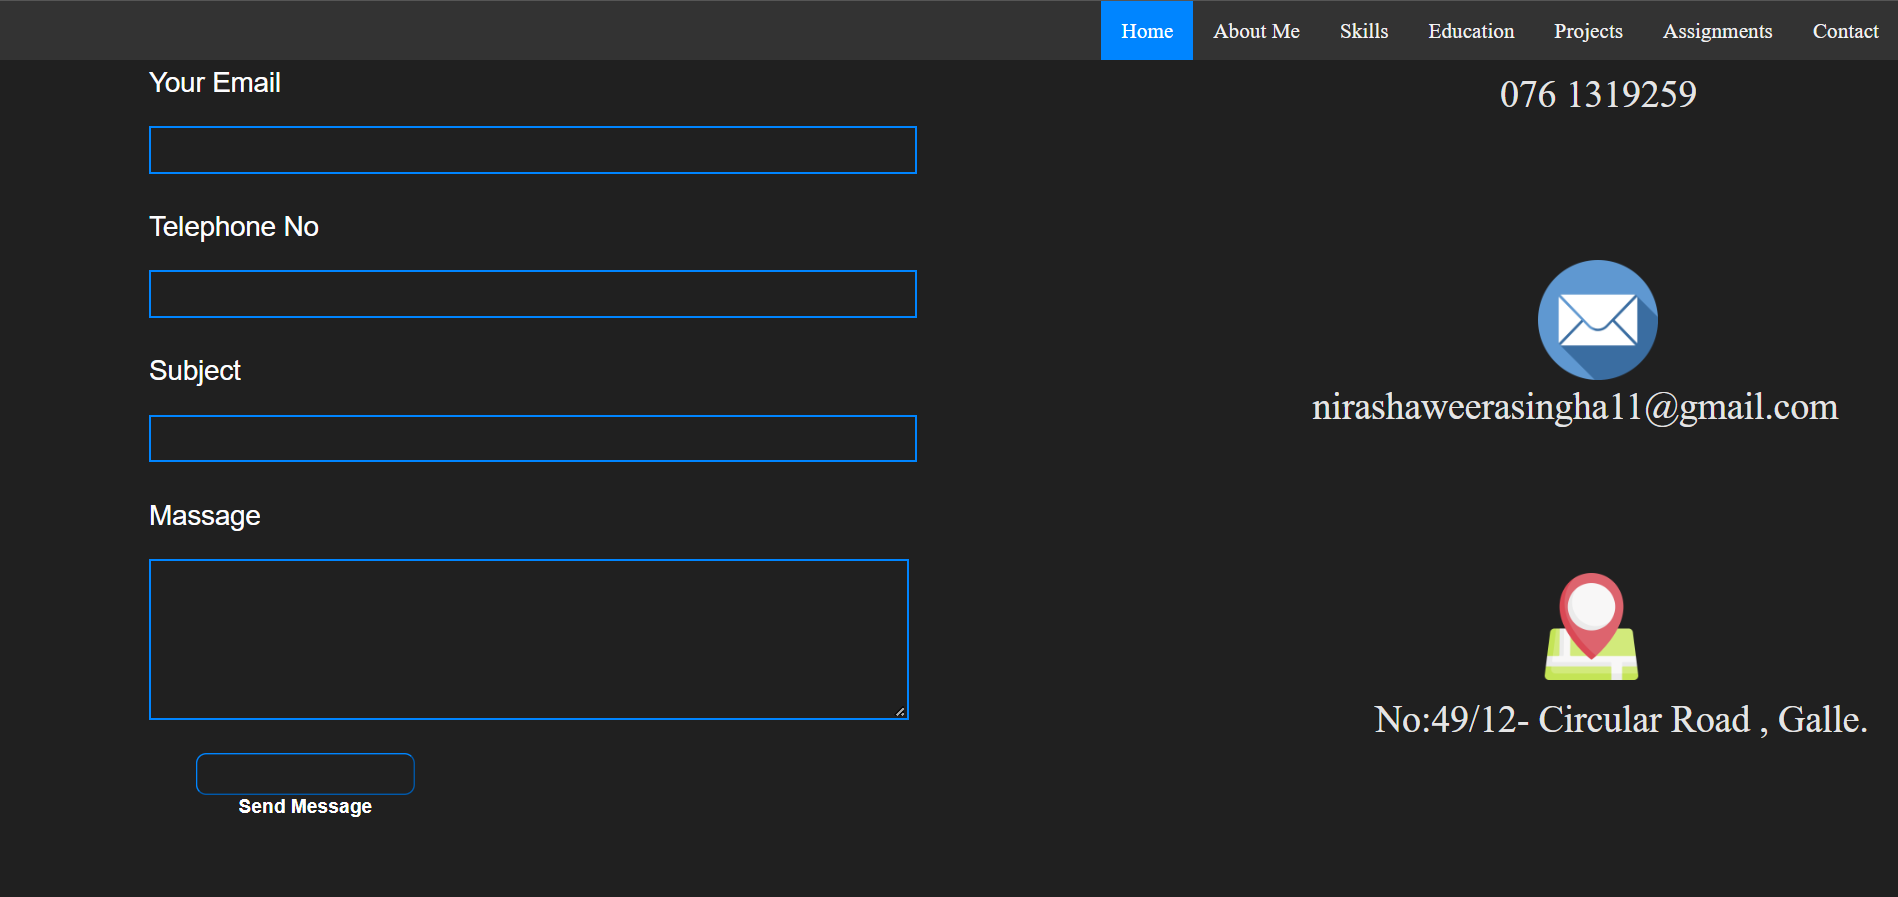 Home About Me Skills Education Projects Assignments Contact
Your Email
Telephone No
Subject
Massage
Send Message
076 1319259
nirashaweerasingha11@gmail.com
No:49/12- Circular Road , Galle.